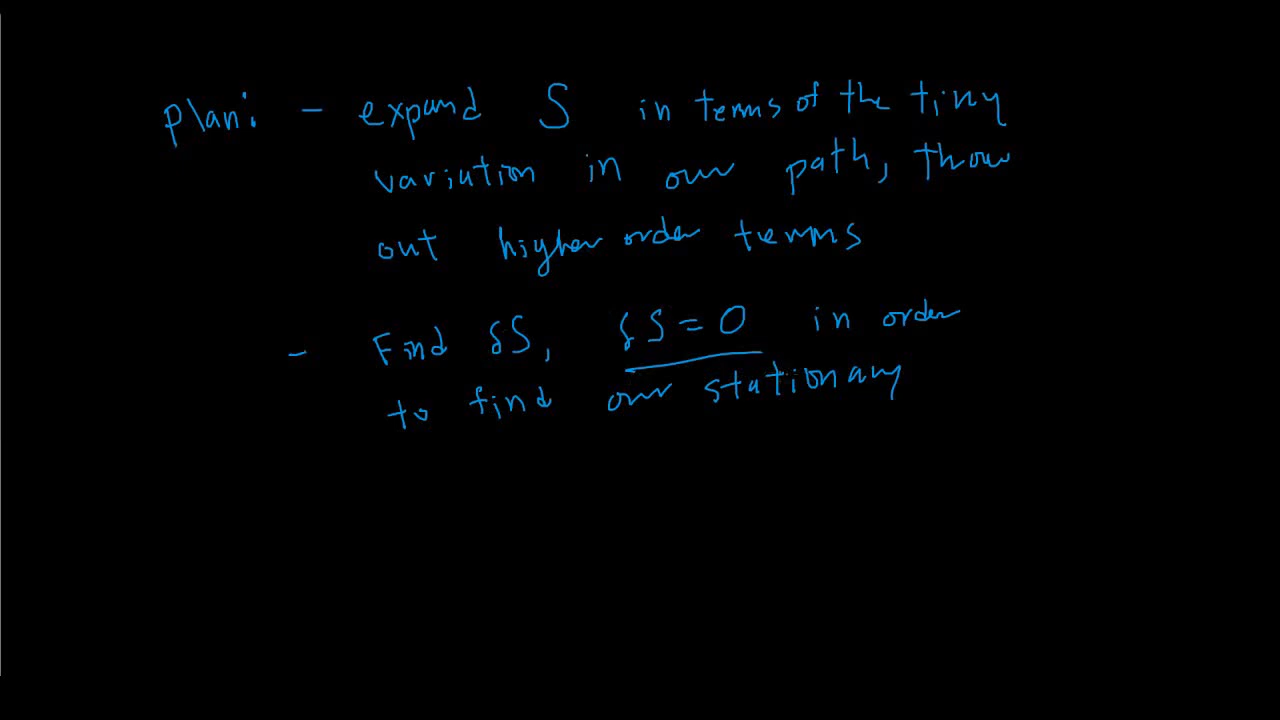 plan: - expand S in terms of the tiny
variation in our path, throw
out higher order terms
- Find δS, δS = 0 in order
to find our stationary